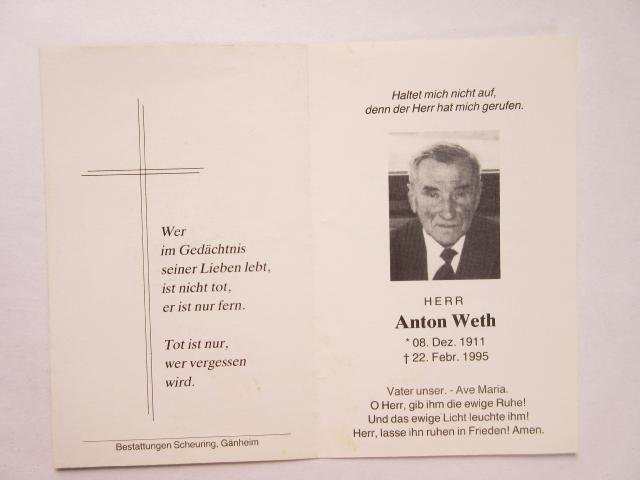 Wer
im Gedächtnis
seiner Lieben lebt,
ist nicht tot,
er ist nur fern.
Tot ist nur,
wer vergessen
wird.
Bestattungen Scheuring, Gänheim
Haltet mich nicht auf,
denn der Herr hat mich gerufen.
HERR
Anton Weth
* 08. Dez. 1911
† 22. Febr. 1995
Vater unser. - Ave Maria.
O Herr, gib ihm die ewige Ruhe!
Und das ewige Licht leuchte ihm!
Herr, lasse ihn ruhen in Frieden! Amen.